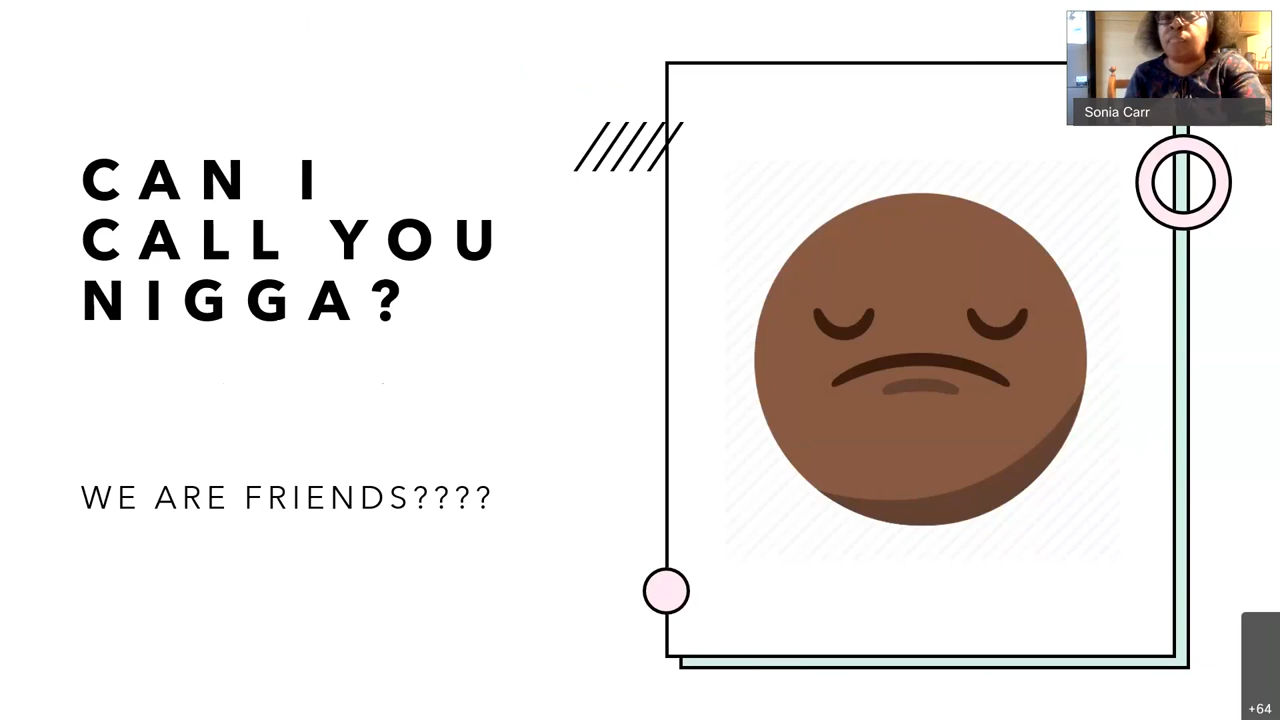 CAN I
CALL YOU
NIGGA?
WE ARE FRIENDS????
Sonia Carr
+64